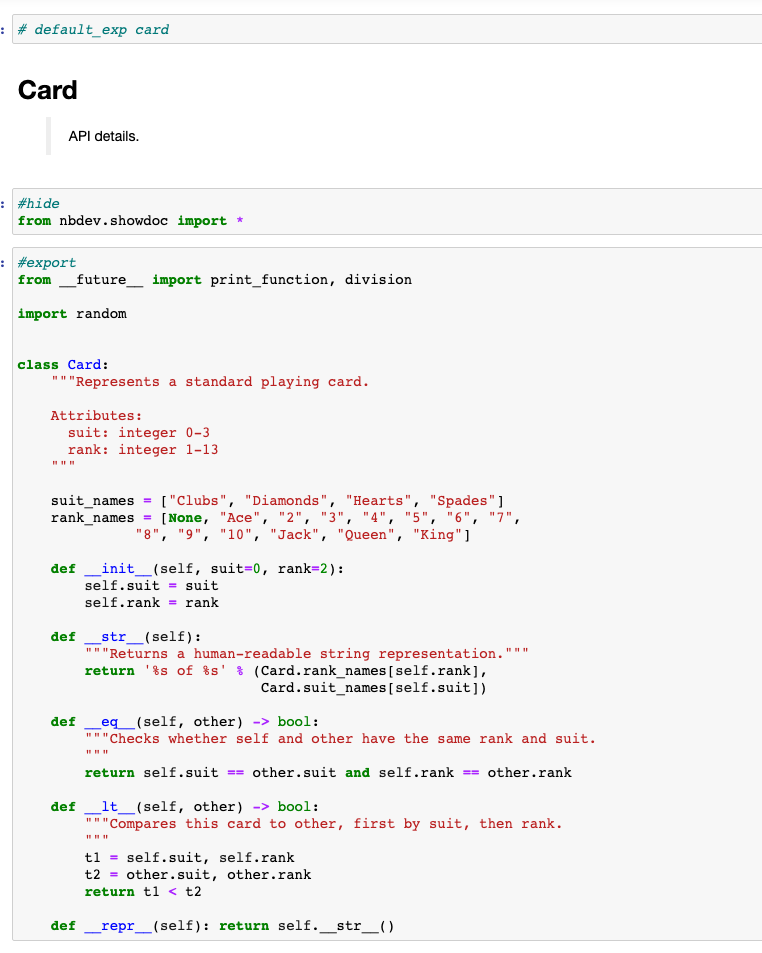 : # default_exp card
Card
API details.
: #hide
from nbdev.showdoc import *
: #export
from __future__ import print_function, division
import random
class Card:
    """Represents a standard playing card.
    Attributes:
      suit: integer 0-3
      rank: integer 1-13
    """
    suit_names = ["Clubs", "Diamonds", "Hearts", "Spades"]
    rank_names = [None, "Ace", "2", "3", "4", "5", "6", "7",
              "8", "9", "10", "Jack", "Queen", "King"]
    def __init__(self, suit=0, rank=2):
        self.suit = suit
        self.rank = rank
    def __str__(self):
        """Returns a human-readable string representation."""
        return '%s of %s' % (Card.rank_names[self.rank],
                             Card.suit_names[self.suit])
    def __eq__(self, other) -> bool:
        """Checks whether self and other have the same rank and suit.
        """
        return self.suit == other.suit and self.rank == other.rank
    def __lt__(self, other) -> bool:
        """Compares this card to other, first by suit, then rank.
        """
        t1 = self.suit, self.rank
        t2 = other.suit, other.rank
        return t1 < t2
    def __repr__(self): return self.__str__()